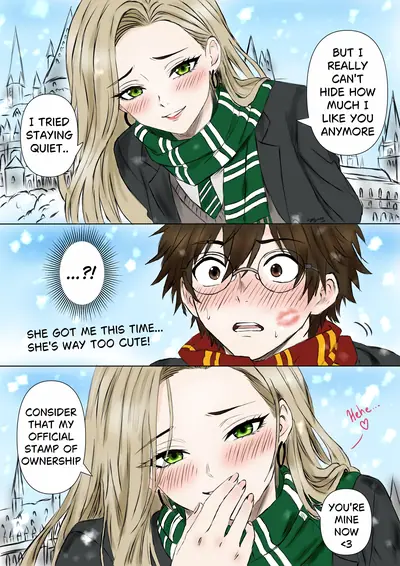 I TRIED
STAYING
QUIET..
BUT I
REALLY
CAN'T
HIDE HOW
MUCH I
LIKE YOU
ANYMORE
...?!
SHE GOT ME THIS TIME...
SHE'S WAY TOO CUTE!
CONSIDER
THAT MY
OFFICIAL
STAMP OF
OWNERSHIP
Hehe...
YOU'RE
MINE
NOW
<3